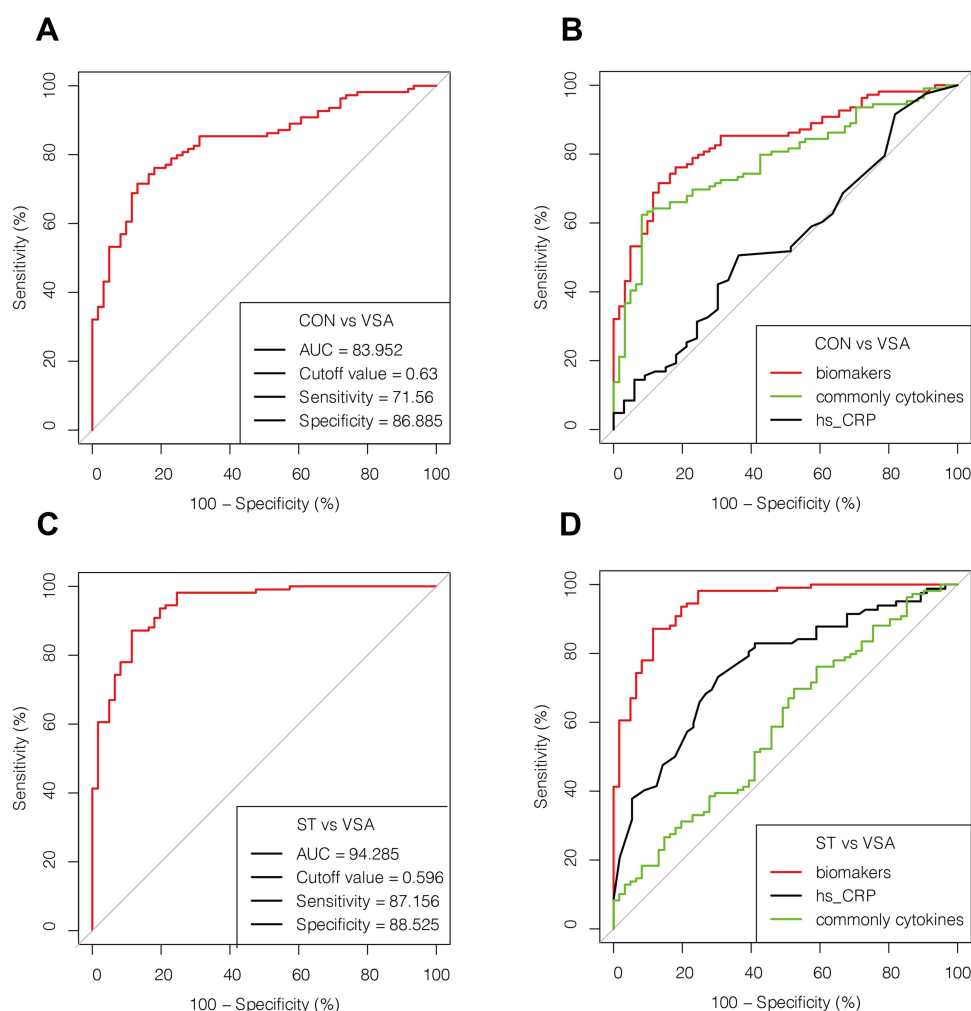 A
100
80
60
40
20
0
Sensitivity (%)
CON vs VSA
AUC = 83.952
Cutoff value = 0.63
Sensitivity = 71.56
Specificity = 86.885
0 20 40 60 80 100
100 – Specificity (%)
B
100
80
60
40
20
0
Sensitivity (%)
CON vs VSA
biomakers
commonly cytokines
hs_CRP
0 20 40 60 80 100
100 – Specificity (%)
C
100
80
60
40
20
0
Sensitivity (%)
ST vs VSA
AUC = 94.285
Cutoff value = 0.596
Sensitivity = 87.156
Specificity = 88.525
0 20 40 60 80 100
100 – Specificity (%)
D
100
80
60
40
20
0
Sensitivity (%)
ST vs VSA
biomakers
hs_CRP
commonly cytokines
0 20 40 60 80 100
100 – Specificity (%)